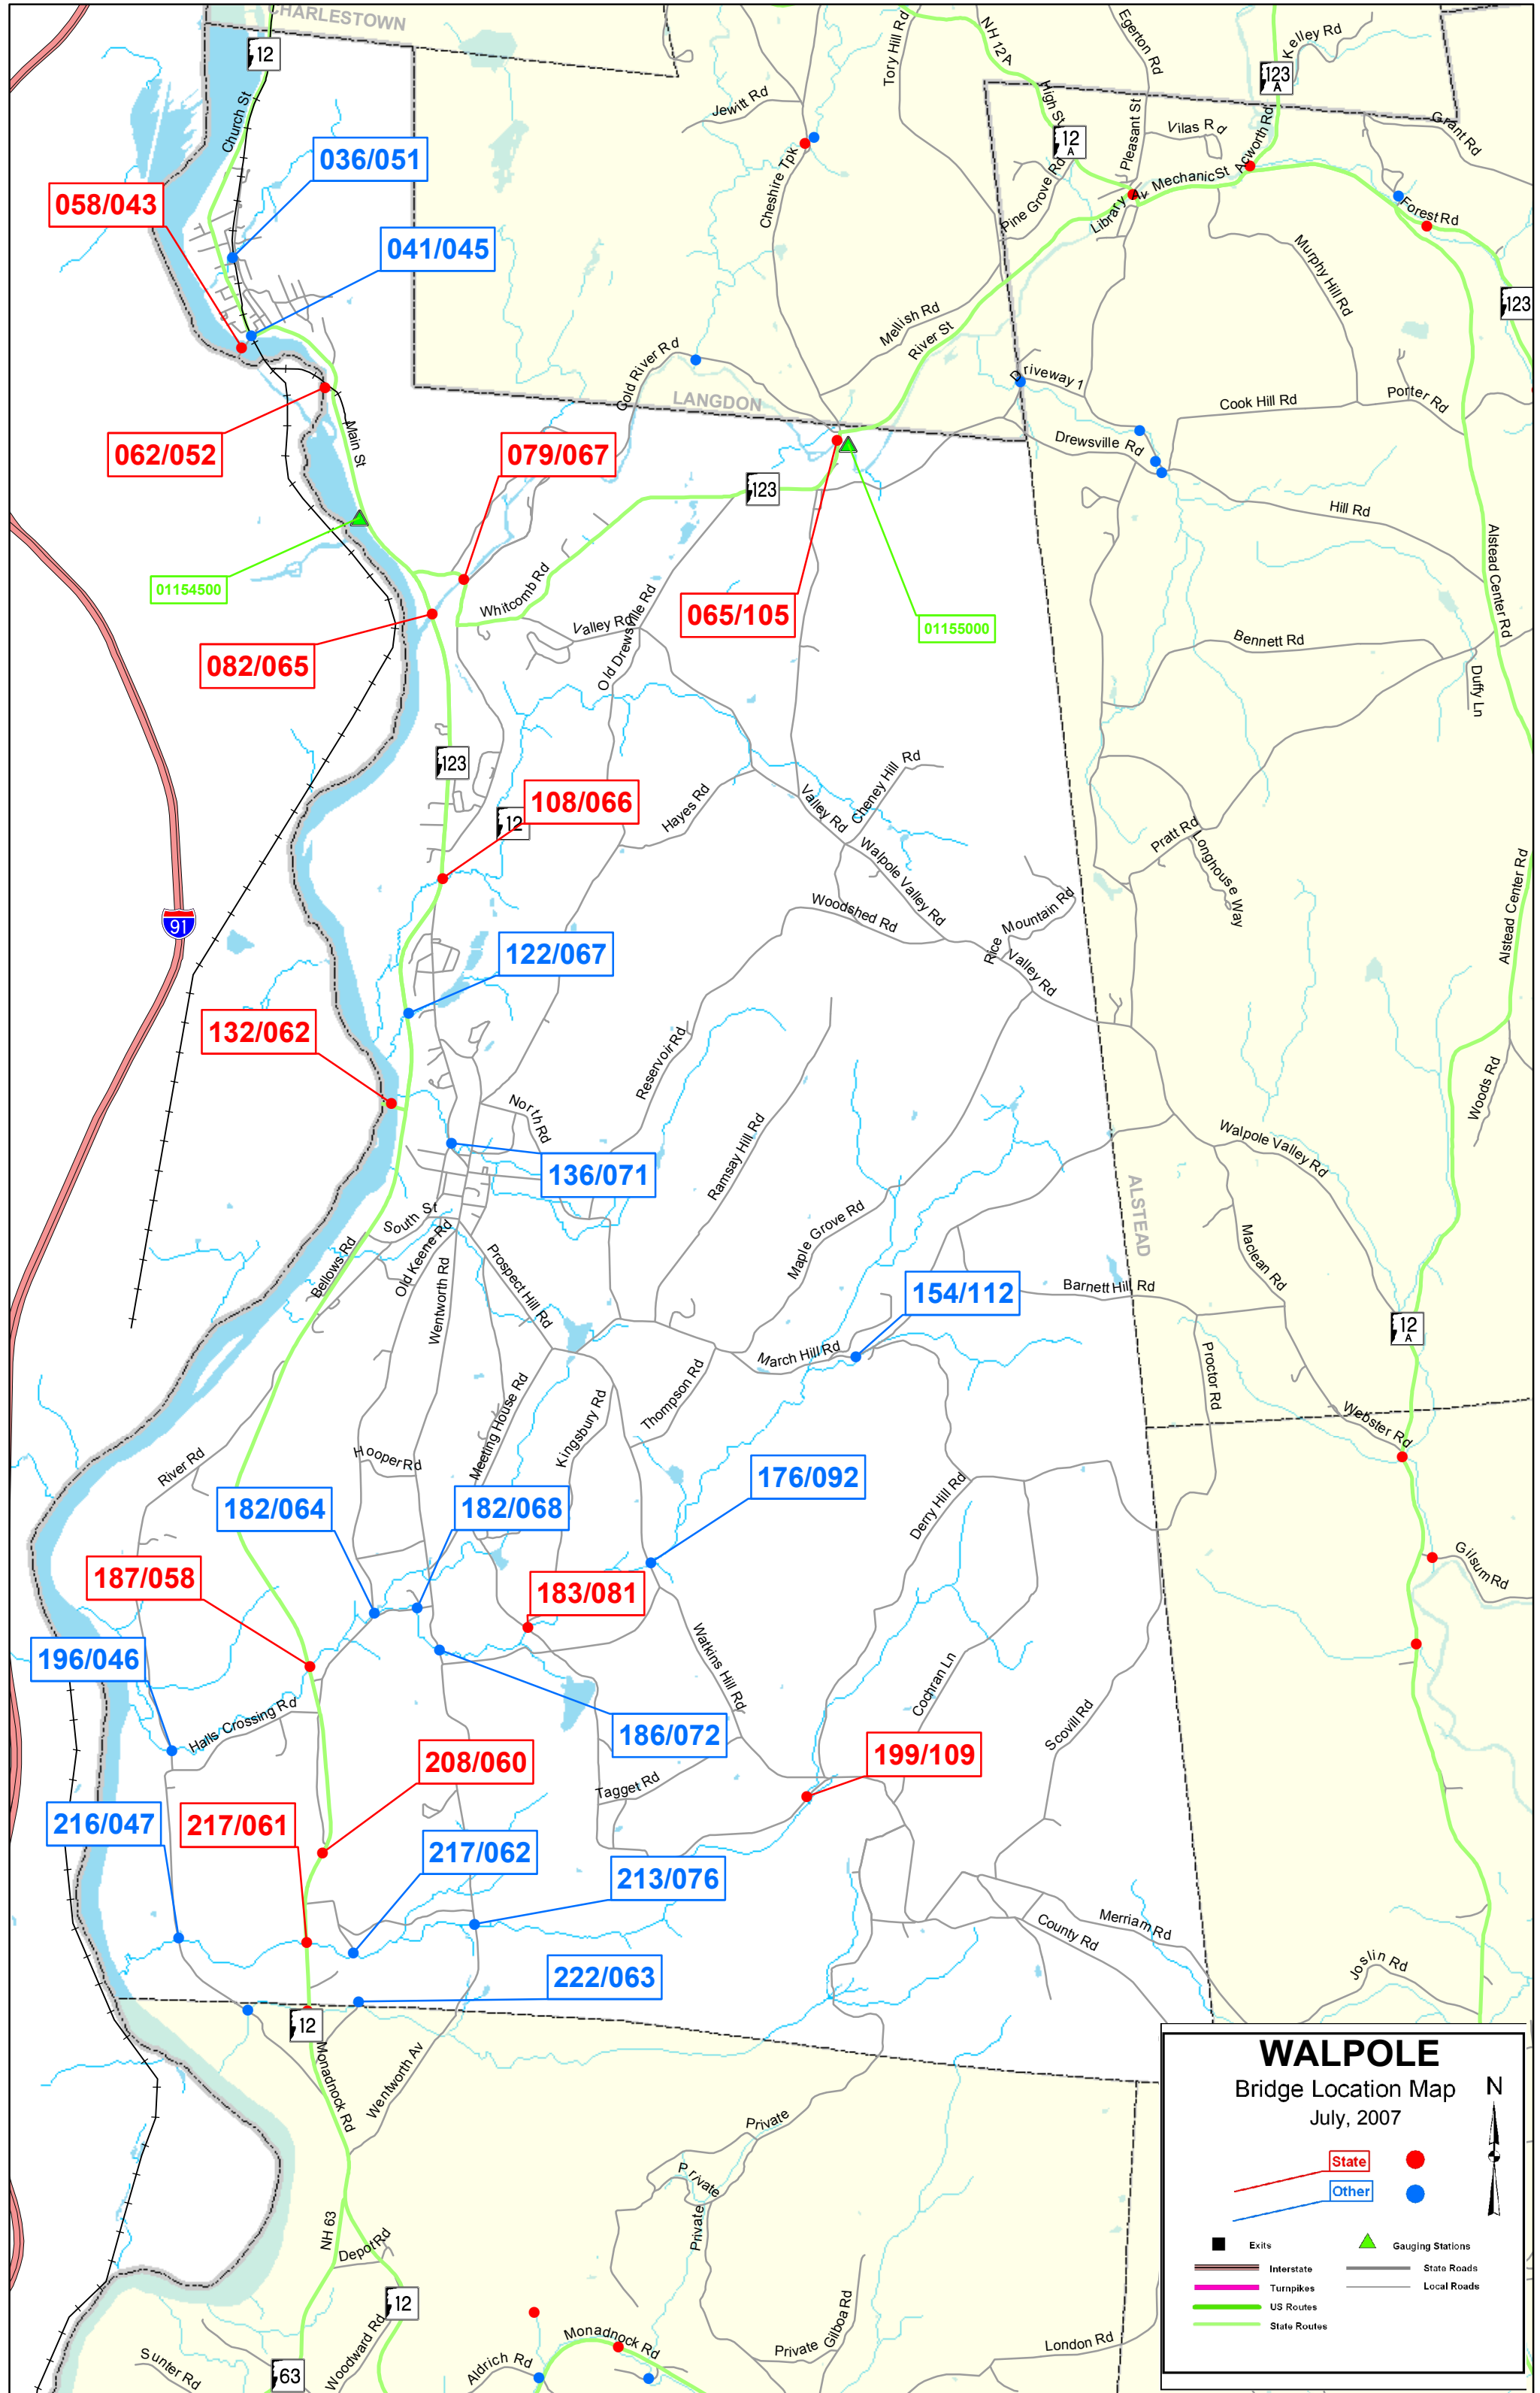 CHARLESTOWN
12
Church St
036/051
058/043
041/045
Jewitt Rd
Cheshire Tpk
Tory Hill Rd
NH 12A
Egerton Rd
High St
12
A
Pleasant St
Vilas Rd
123
A
Kelley Rd
Acworth Rd
Grant Rd
Pine Grove Rd
Library Av
Mechanic St
Forest Rd
Murphy Hill Rd
123
Mellish Rd
River St
Gold River Rd
LANGDON
Driveway 1
Cook Hill Rd
Porter Rd
Drewsville Rd
Hill Rd
Main St
062/052
079/067
123
01154500
065/105
01155000
Whitcomb Rd
Valley Rd
Old Drewsville Rd
Alstead Center Rd
Bennett Rd
Duffy Ln
082/065
123
108/066
12
Hayes Rd
Valley Rd
Cheney Hill Rd
Walpole Valley Rd
Pratt Rd
Longhouse Way
Alstead Center Rd
91
Woodshed Rd
Rice Mountain Rd
Valley Rd
122/067
132/062
Reservoir Rd
North Rd
136/071
Ramsay Hill Rd
Woods Rd
Walpole Valley Rd
ALSTEAD
South St
Bellows Rd
Old Keene Rd
Wentworth Rd
Prospect Hill Rd
Maple Grove Rd
Maclean Rd
154/112
Barnett Hill Rd
12
A
March Hill Rd
Proctor Rd
Thompson Rd
Meeting House Rd
Kingsbury Rd
Webster Rd
River Rd
Hooper Rd
176/092
182/064
182/068
Derry Hill Rd
Gilsum Rd
187/058
183/081
196/046
Watkins Hill Rd
Cochran Ln
Scovill Rd
Halls Crossing Rd
186/072
208/060
199/109
Tagget Rd
216/047
217/061
217/062
213/076
Merriam Rd
County Rd
Joslin Rd
222/063
12
Monadnock Rd
Wentworth Av
Private
Private
Private
NH 63
Depot Rd
12
63
Sunter Rd
Woodward Rd
Aldrich Rd
Monadnock Rd
Private
Gilboa Rd
London Rd
WALPOLE
Bridge Location Map
July, 2007
N
State
Other
Exits
Gauging Stations
Interstate
State Roads
Turnpikes
Local Roads
US Routes
State Routes